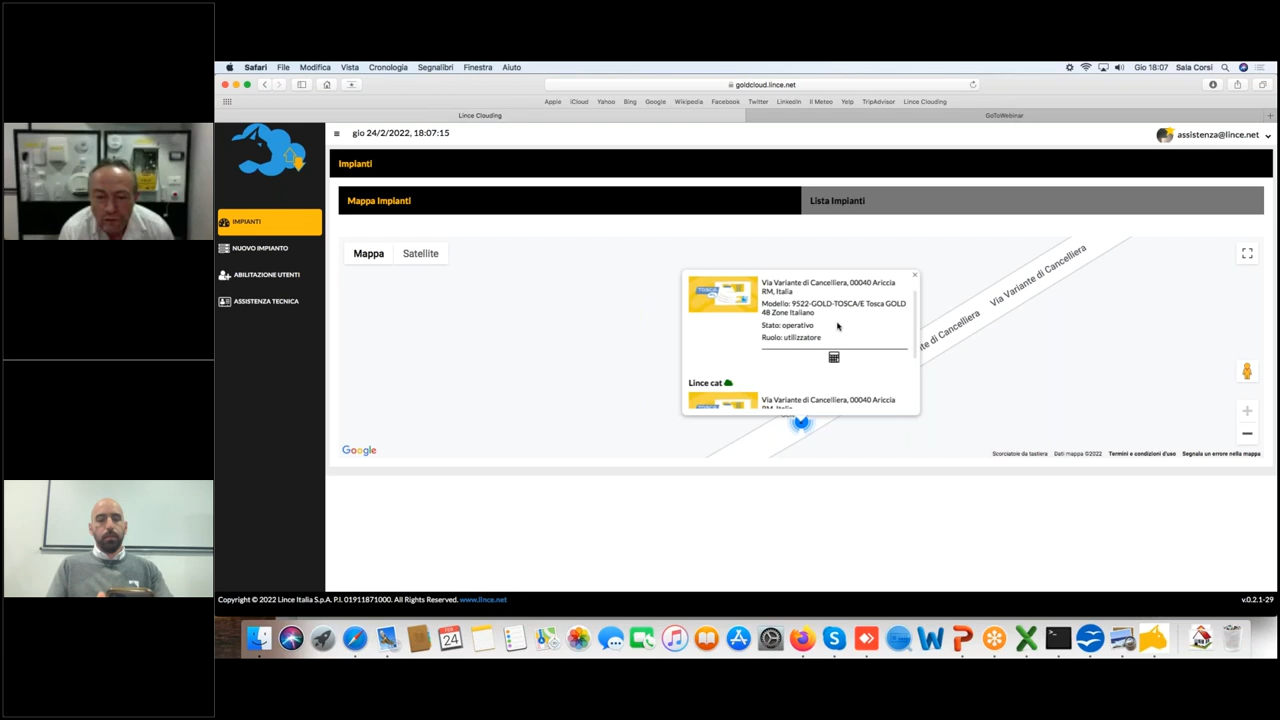 Safari File Modifica Vista Cronologia Segnalibri Finestra Aiuto
Gio 18:07 Sala Corsi
goldcloud.lince.net
Apple iCloud Yahoo Bing Google Wikipedia Facebook Twitter LinkedIn Il Meteo Yelp TripAdvisor Lince Clouding
Lince Clouding
GoToWebinar
gio 24/2/2022, 18:07:15
assistenza@lince.net
Impianti
Mappa Impianti
Lista Impianti
IMPIANTI
NUOVO IMPIANTO
ABILITAZIONE UTENTI
ASSISTENZA TECNICA
Mappa Satellite
Via Variante di Cancelliera, 00040 Ariccia
RM, Italia
Modello: 9522-GOLD-TOSCA/E Tosca GOLD
48 Zone Italiano
Stato: operativo
Ruolo: utilizzatore
Lince cat
Via Variante di Cancelliera, 00040 Ariccia
RM, Italia
Via Variante di Cancelliera
nte di Cancelliera
Google
Scorciatoie da tastiera Dati mappa ©2022 Termini e condizioni d'uso Segnala un errore nella mappa
Copyright © 2022 Lince Italia S.p.A. P.I. 01911871000. All Rights Reserved. www.lince.net
v.0.2.1-29
FEB
24